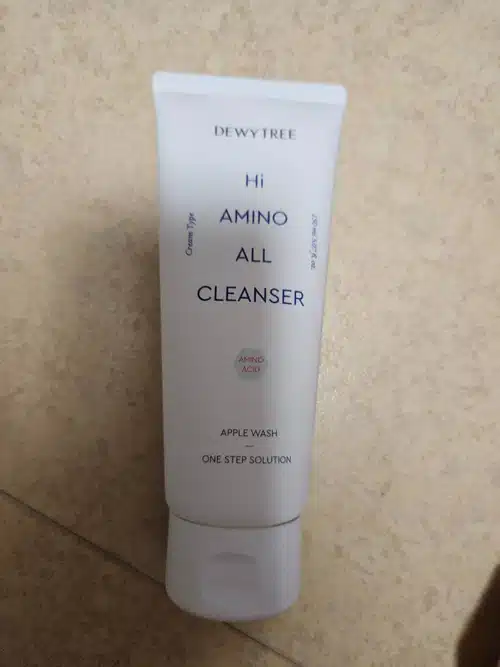 DEWYTREE
Hi
AMINO
ALL
CLEANSER
Cream Type
AMINO
ACID
APPLE WASH
ONE STEP SOLUTION